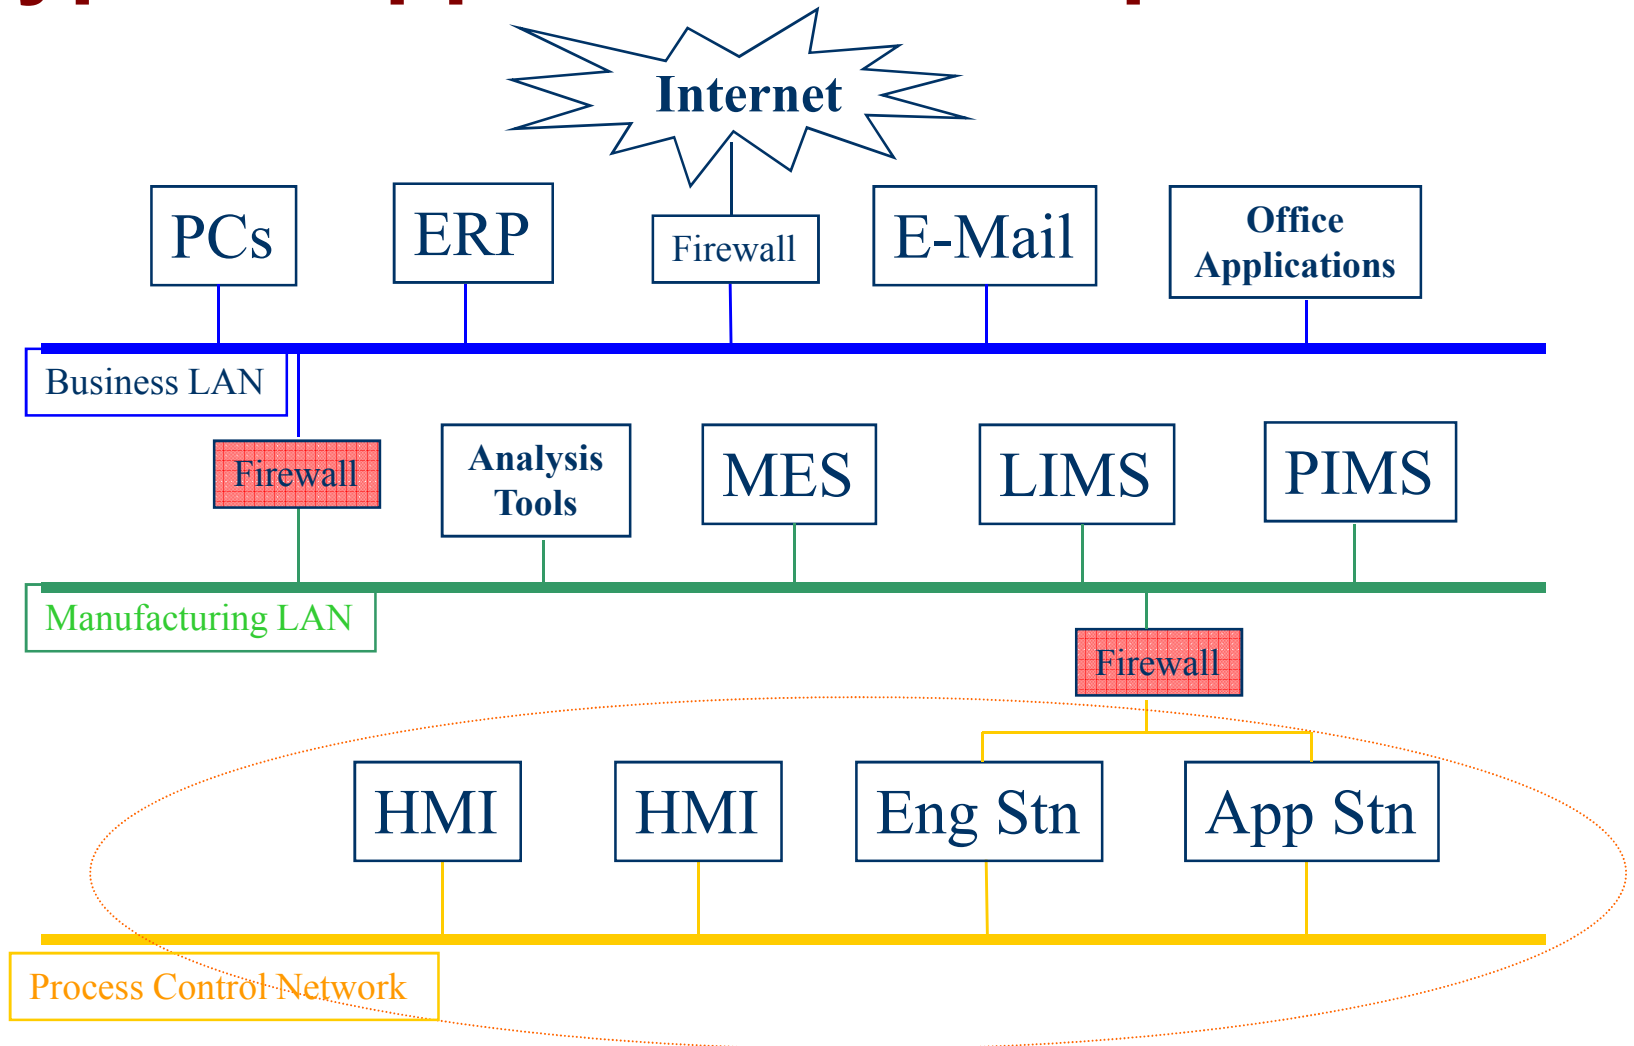 Internet
PCs
ERP
Firewall
E-Mail
Office
Applications
Business LAN
Firewall
Analysis
Tools
MES
LIMS
PIMS
Manufacturing LAN
Firewall
HMI
HMI
Eng Stn
App Stn
Process Control Network